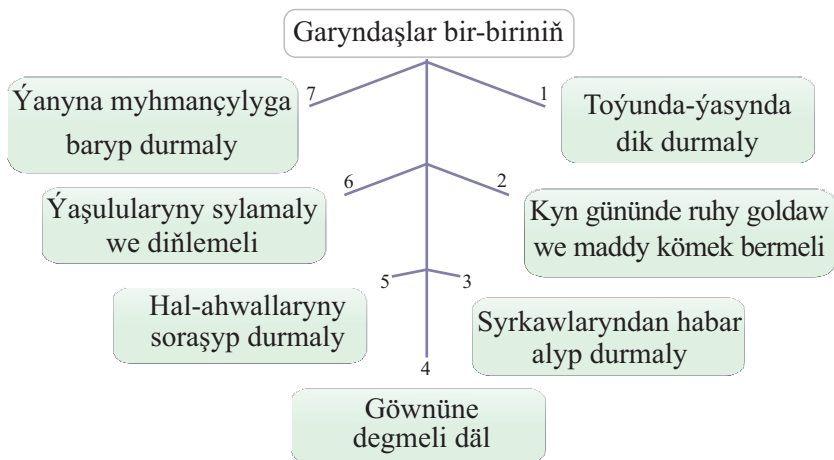 Garyndaşlar bir-biriniň
1
Toýunda-ýasynda
dik durmaly
2
Kyn gününde ruhy goldaw
we maddy kömek bermeli
3
Syrkawlaryndan habar
alyp durmaly
4
Göwnüne
degmeli däl
5
Hal-ahwallaryny
soraşyp durmaly
6
Ýaşulularyny sylamaly
we diňlemeli
7
Ýanyna myhmançylyga
baryp durmaly